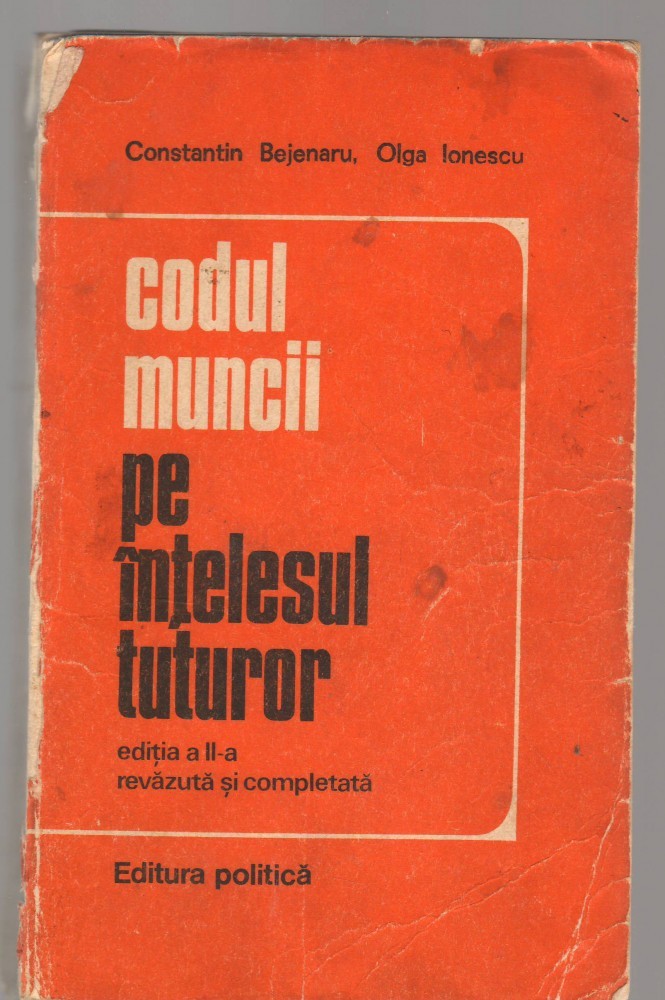 Constantin Bejenaru, Olga Ionescu
codul
muncii
pe
înțelesul
tuturor
ediția a II-a
revăzută și completată
Editura politică